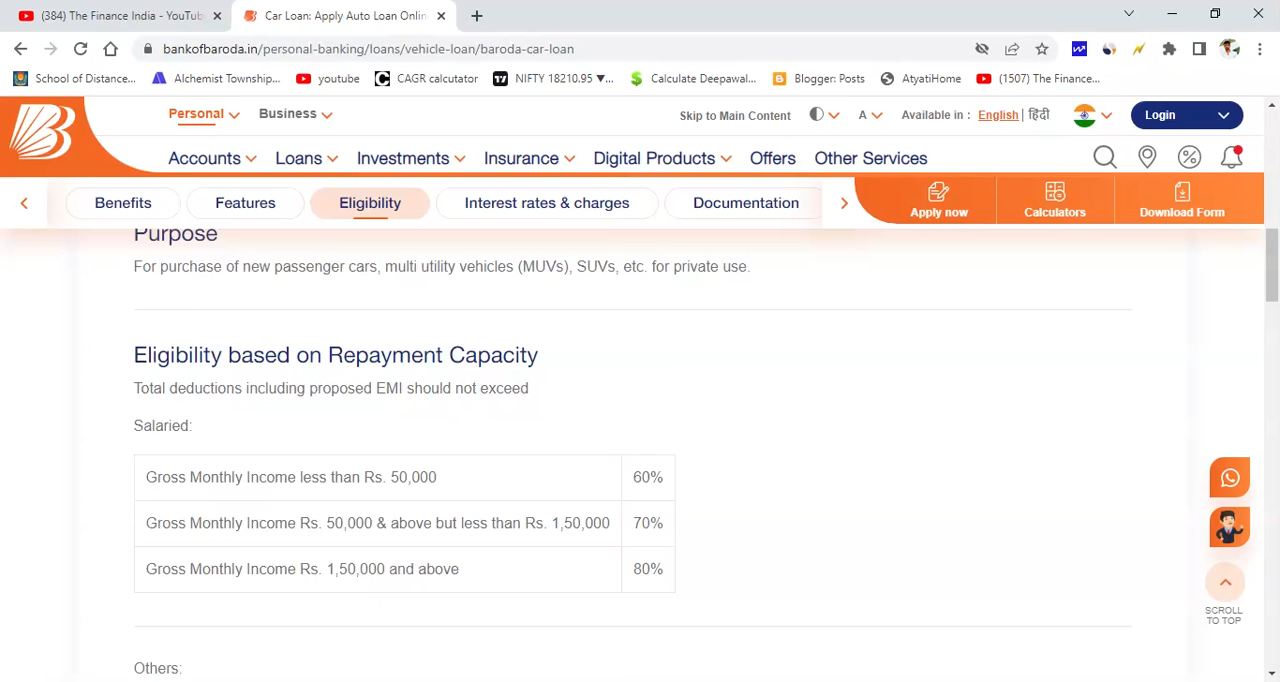 (384) The Finance India - YouTub
Car Loan: Apply Auto Loan Onlin
bankofbaroda.in/personal-banking/loans/vehicle-loan/baroda-car-loan
School of Distance...
Alchemist Township...
youtube
CAGR calcutator
NIFTY 18210.95 ▼...
Calculate Deepawal...
Blogger: Posts
AtyatiHome
(1507) The Finance...
Personal
Business
Skip to Main Content
A
Available in :
English | हिंदी
Login
Accounts
Loans
Investments
Insurance
Digital Products
Offers
Other Services
Benefits
Features
Eligibility
Interest rates & charges
Documentation
Apply now
Calculators
Download Form
Purpose
For purchase of new passenger cars, multi utility vehicles (MUVs), SUVs, etc. for private use.
Eligibility based on Repayment Capacity
Total deductions including proposed EMI should not exceed
Salaried:
Gross Monthly Income less than Rs. 50,000 60%
Gross Monthly Income Rs. 50,000 & above but less than Rs. 1,50,000 70%
Gross Monthly Income Rs. 1,50,000 and above 80%
SCROLL
TO TOP
Others: